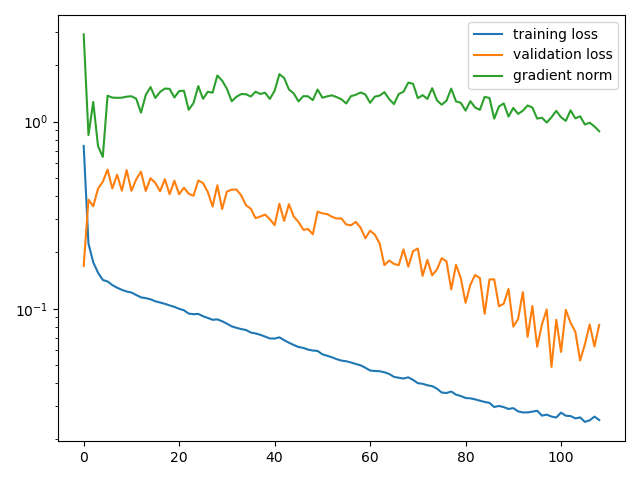 training loss
validation loss
gradient norm
10⁰
10⁻¹
0 20 40 60 80 100